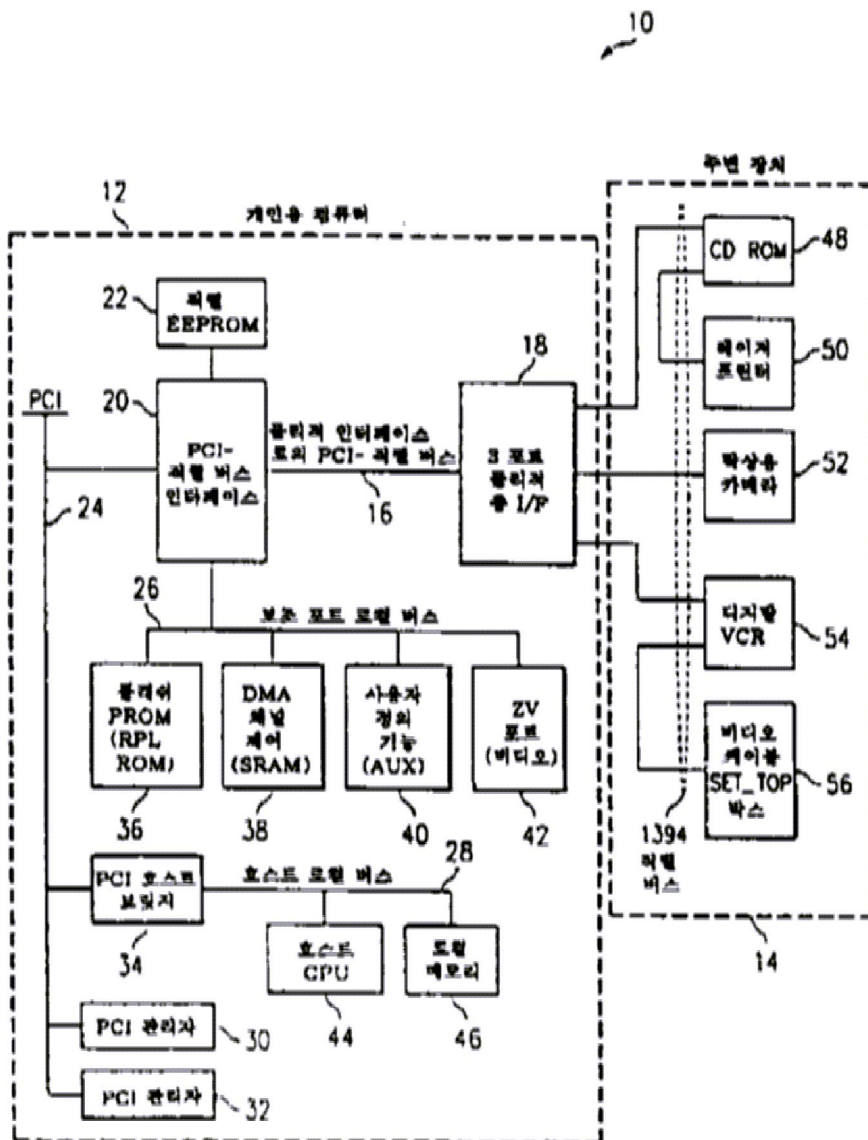 10
주변 장치
12
개인용 컴퓨터
22
직렬
EEPROM
48
CD ROM
18
50
레이저
프린터
PCI
20
PCI-
직렬 버스
인터페이스
물리적 인터페이스
로의 PCI- 직렬 버스
16
3 포트
물리적
층 I/F
52
탁상용
카메라
24
26
보조 포트 로컬 버스
디지탈
VCR
54
플래쉬
PROM
(RPL
ROM)
DMA
채널
제어
(SRAM)
사용자
정의
기능
(AUX)
ZV
포트
(비디오)
비디오
케이블
SET_TOP
박스
56
36
38
40
42
1394
직렬
버스
28
호스트 로컬 버스
PCI 호스트
브릿지
34
호스트
CPU
로컬
메모리
14
44
46
PCI 관리자
30
PCI 관리자
32